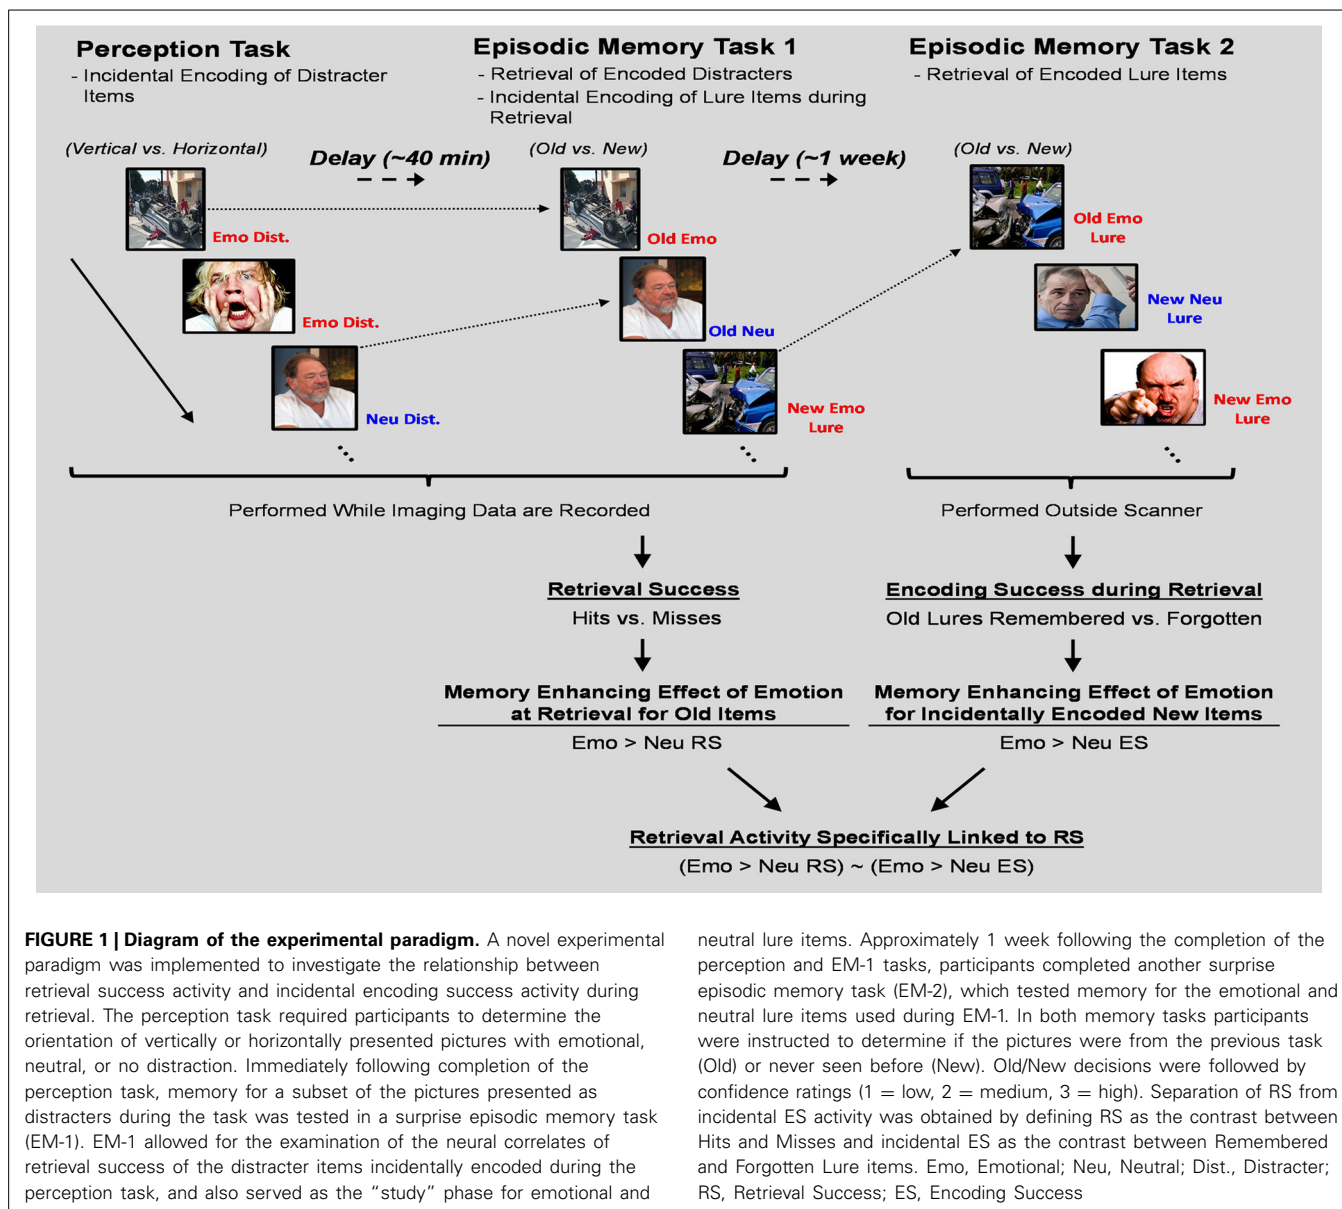 Perception Task
- Incidental Encoding of Distracter
Items
Episodic Memory Task 1
- Retrieval of Encoded Distracters
- Incidental Encoding of Lure Items during
Retrieval
Episodic Memory Task 2
- Retrieval of Encoded Lure Items
(Vertical vs. Horizontal)
Delay (~40 min)
(Old vs. New)
Delay (~1 week)
(Old vs. New)
Emo Dist.
Emo Dist.
Neu Dist.
Old Emo
Old Neu
New Emo
Lure
Old Emo
Lure
New Neu
Lure
New Emo
Lure
Performed While Imaging Data are Recorded
Performed Outside Scanner
Retrieval Success
Hits vs. Misses
Encoding Success during Retrieval
Old Lures Remembered vs. Forgotten
Memory Enhancing Effect of Emotion
at Retrieval for Old Items
Emo > Neu RS
Memory Enhancing Effect of Emotion
for Incidentally Encoded New Items
Emo > Neu ES
Retrieval Activity Specifically Linked to RS
(Emo > Neu RS) ~ (Emo > Neu ES)
FIGURE 1 | Diagram of the experimental paradigm. A novel experimental
paradigm was implemented to investigate the relationship between
retrieval success activity and incidental encoding success activity during
retrieval. The perception task required participants to determine the
orientation of vertically or horizontally presented pictures with emotional,
neutral, or no distraction. Immediately following completion of the
perception task, memory for a subset of the pictures presented as
distracters during the task was tested in a surprise episodic memory task
(EM-1). EM-1 allowed for the examination of the neural correlates of
retrieval success of the distracter items incidentally encoded during the
perception task, and also served as the “study” phase for emotional and
neutral lure items. Approximately 1 week following the completion of the
perception and EM-1 tasks, participants completed another surprise
episodic memory task (EM-2), which tested memory for the emotional and
neutral lure items used during EM-1. In both memory tasks participants
were instructed to determine if the pictures were from the previous task
(Old) or never seen before (New). Old/New decisions were followed by
confidence ratings (1 = low, 2 = medium, 3 = high). Separation of RS from
incidental ES activity was obtained by defining RS as the contrast between
Hits and Misses and incidental ES as the contrast between Remembered
and Forgotten Lure items. Emo, Emotional; Neu, Neutral; Dist., Distracter;
RS, Retrieval Success; ES, Encoding Success